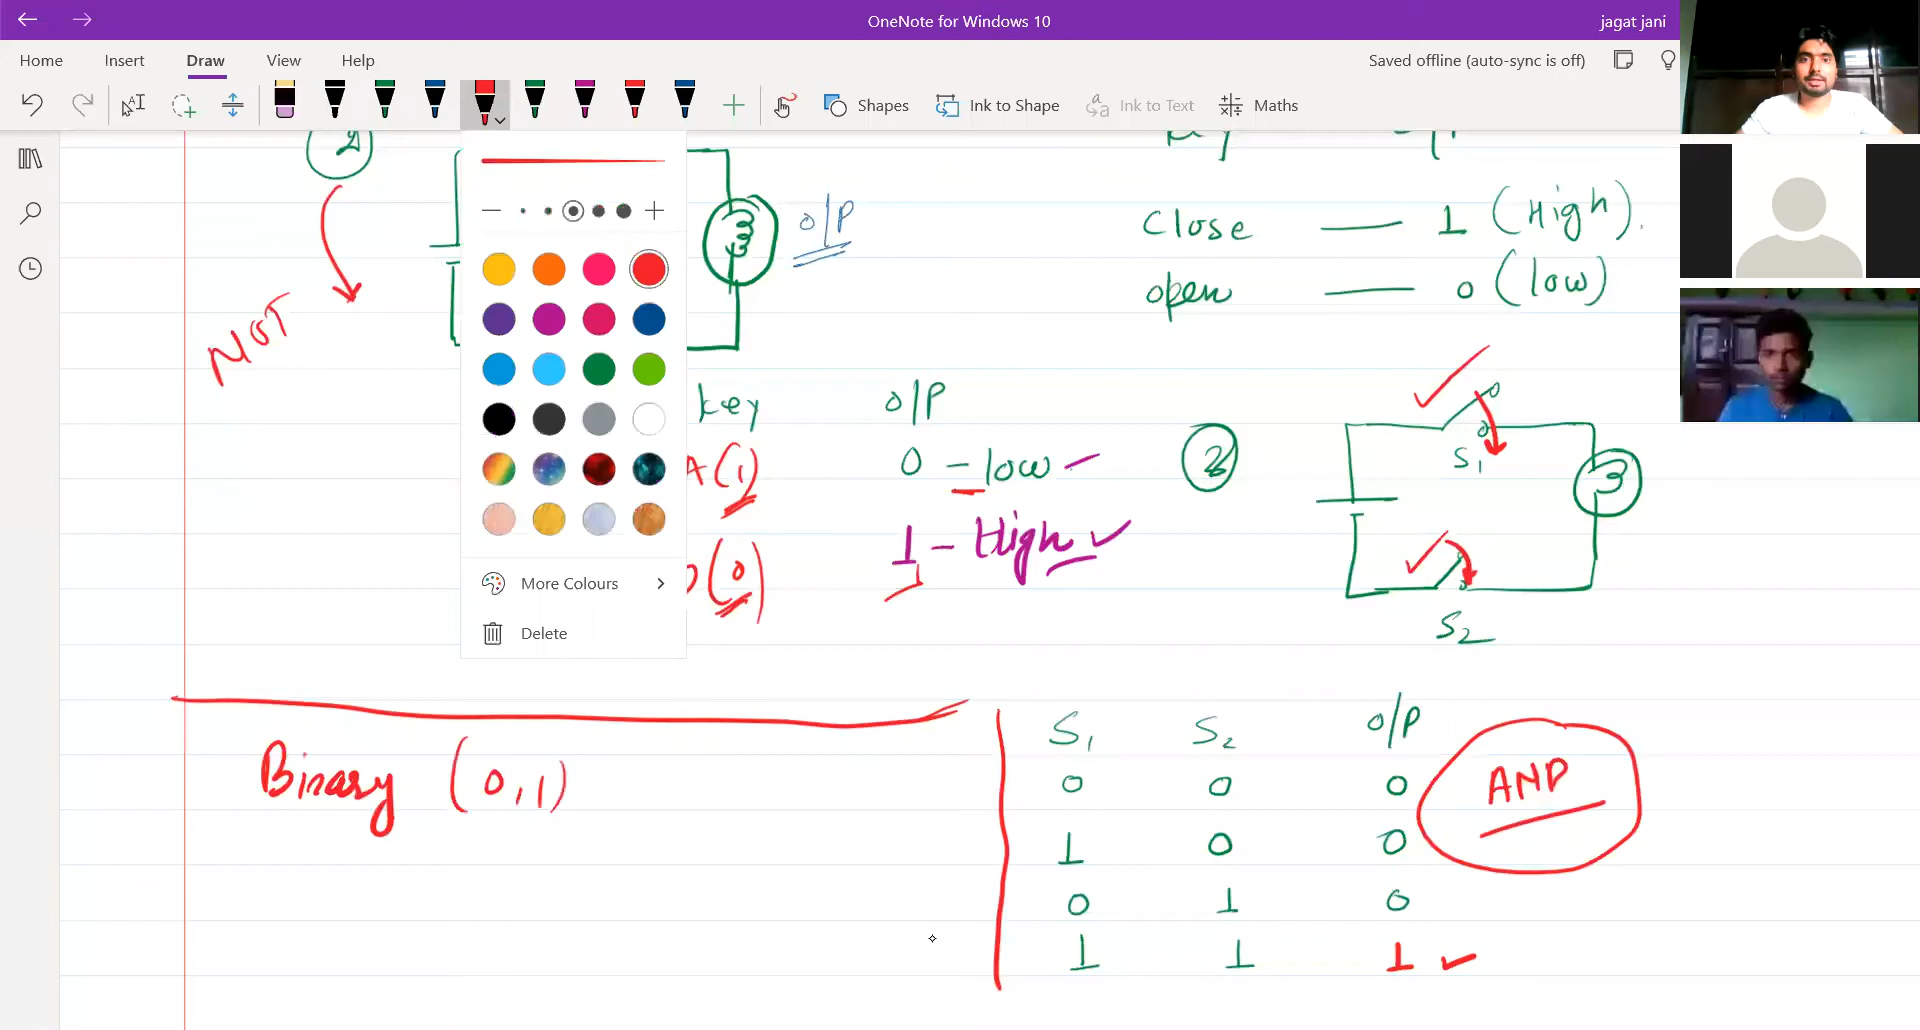 OneNote for Windows 10
jagat jani
Home Insert Draw View Help
Saved offline (auto-sync is off)
Shapes
Ink to Shape
Ink to Text
Maths
2
O/P
Close — 1 (High).
open — 0 (low)
NOT
key O/P
(1) 0 - low
(0) 1 - High
S1
S2
More Colours
Delete
Binary (0,1)
S1 S2 O/P
0 0 0
1 0 0
0 1 0
1 1 1
AND